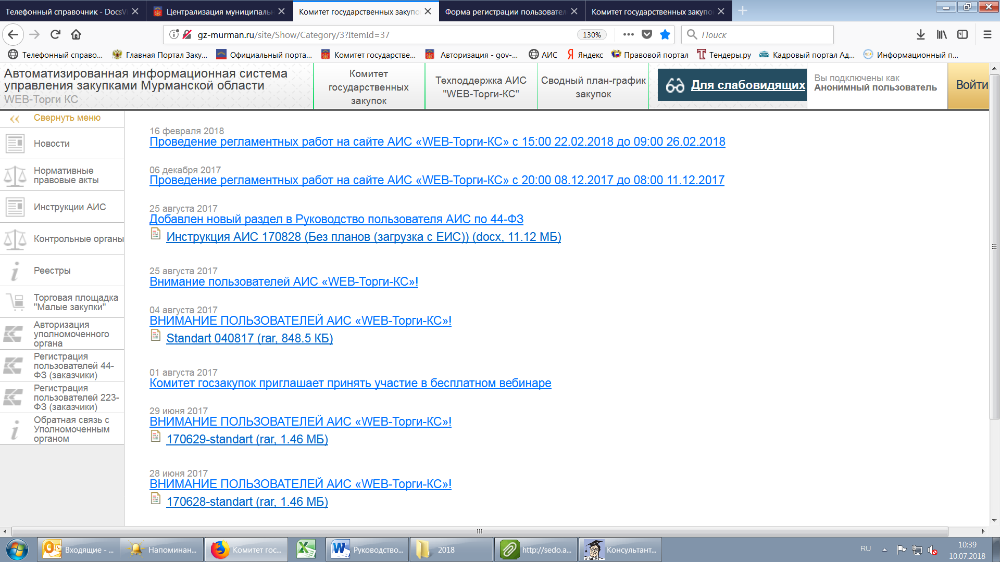 Телефонный справочник - DocsVi
Централизация муниципальн
Комитет государственных закупо
Форма регистрации пользовател
Комитет государственных закупо
gz-murman.ru/site/Show/Category/3?ItemId=37
130%
Поиск
Телефонный справо...
Главная Портал Заку...
Официальный порта...
Комитет государстве...
Авторизация - gov-...
АИС
Яндекс
Правовой портал
Тендеры.ру
Кадровый портал Ад...
Информационный п...
Автоматизированная информационная система
управления закупками Мурманской области
WEB-Торги КС
Комитет
государственных
закупок
Техподдержка АИС
"WEB-Торги-КС"
Сводный план-график
закупок
Для слабовидящих
Вы подключены как
Анонимный пользователь
Войти
Свернуть меню
Новости
Нормативные
правовые акты
Инструкции АИС
Контрольные органы
Реестры
Торговая площадка
"Малые закупки"
Авторизация
уполномоченного
органа
Регистрация
пользователей 44-
ФЗ (заказчики)
Регистрация
пользователей 223-
ФЗ (заказчики)
Обратная связь с
Уполномоченным
органом
16 февраля 2018
Проведение регламентных работ на сайте АИС «WEB-Торги-КС» с 15:00 22.02.2018 до 09:00 26.02.2018
06 декабря 2017
Проведение регламентных работ на сайте АИС «WEB-Торги-КС» с 20:00 08.12.2017 до 08:00 11.12.2017
25 августа 2017
Добавлен новый раздел в Руководство пользователя АИС по 44-ФЗ
Инструкция АИС 170828 (Без планов (загрузка с ЕИС)) (docx, 11.12 МБ)
25 августа 2017
Внимание пользователей АИС «WEB-Торги-КС»!
04 августа 2017
ВНИМАНИЕ ПОЛЬЗОВАТЕЛЕЙ АИС «WEB-Торги-КС»!
Standart 040817 (rar, 848.5 КБ)
01 августа 2017
Комитет госзакупок приглашает принять участие в бесплатном вебинаре
29 июня 2017
ВНИМАНИЕ ПОЛЬЗОВАТЕЛЕЙ АИС «WEB-Торги-КС»!
170629-standart (rar, 1.46 МБ)
28 июня 2017
ВНИМАНИЕ ПОЛЬЗОВАТЕЛЕЙ АИС «WEB-Торги-КС»!
170628-standart (rar, 1.46 МБ)
Входящие - ...
Напоминан...
Комитет гос...
Руководство...
2018
http://sedo.a...
Консультант...
RU
10:39
10.07.2018